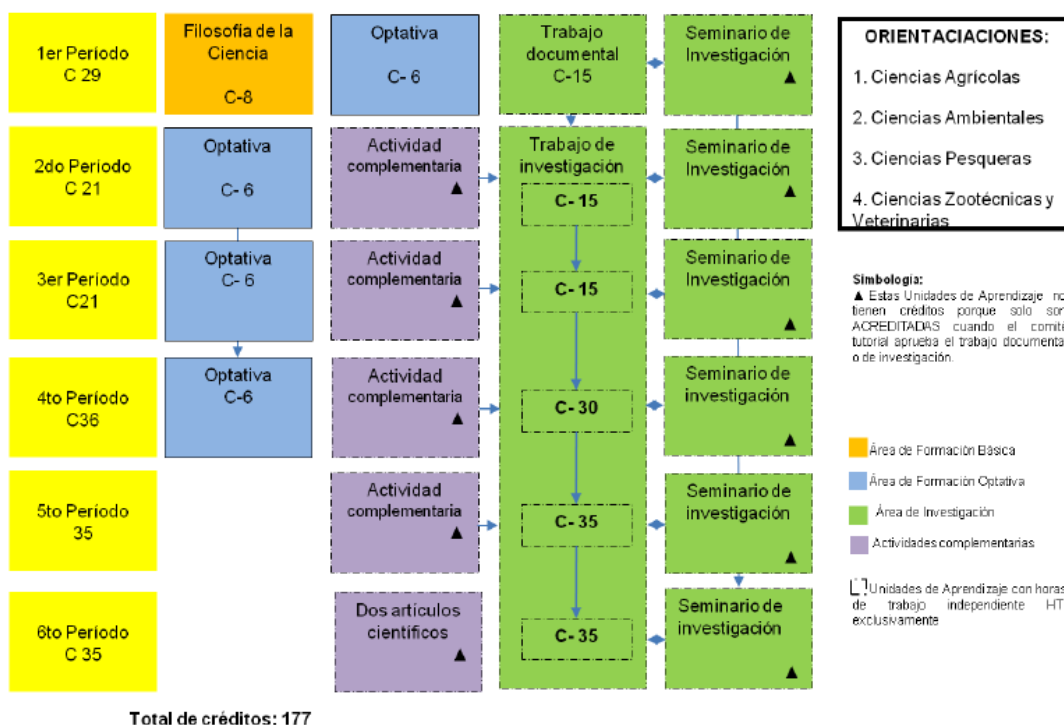 1er Período
C 29
Filosofía de la
Ciencia
C-8
Optativa
C- 6
Trabajo
documental
C-15
Seminario de
Investigación
▲
2do Período
C 21
Optativa
C- 6
Actividad
complementaria
▲
Trabajo de
investigación
C- 15
Seminario de
Investigación
▲
3er Período
C21
Optativa
C- 6
Actividad
complementaria
▲
C- 15
Seminario de
Investigación
▲
4to Período
C36
Optativa
C-6
Actividad
complementaria
▲
C- 30
Seminario de
investigación
▲
5to Período
35
Actividad
complementaria
▲
C- 35
Seminario de
investigación
▲
6to Período
C 35
Dos artículos
científicos
▲
C- 35
Seminario de
investigación
▲
Total de créditos: 177
ORIENTACIACIONES:
1. Ciencias Agrícolas
2. Ciencias Ambientales
3. Ciencias Pesqueras
4. Ciencias Zootécnicas y
Veterinarias
Simbología:
▲ Estas Unidades de Aprendizaje no
tienen créditos porque solo son
ACREDITADAS cuando el comité
tutorial aprueba el trabajo documental
o de investigación.
Área de Formación Básica
Área de Formación Optativa
Área de Investigación
Actividades complementarias
Unidades de Aprendizaje con horas
de trabajo independiente HT
exclusivamente